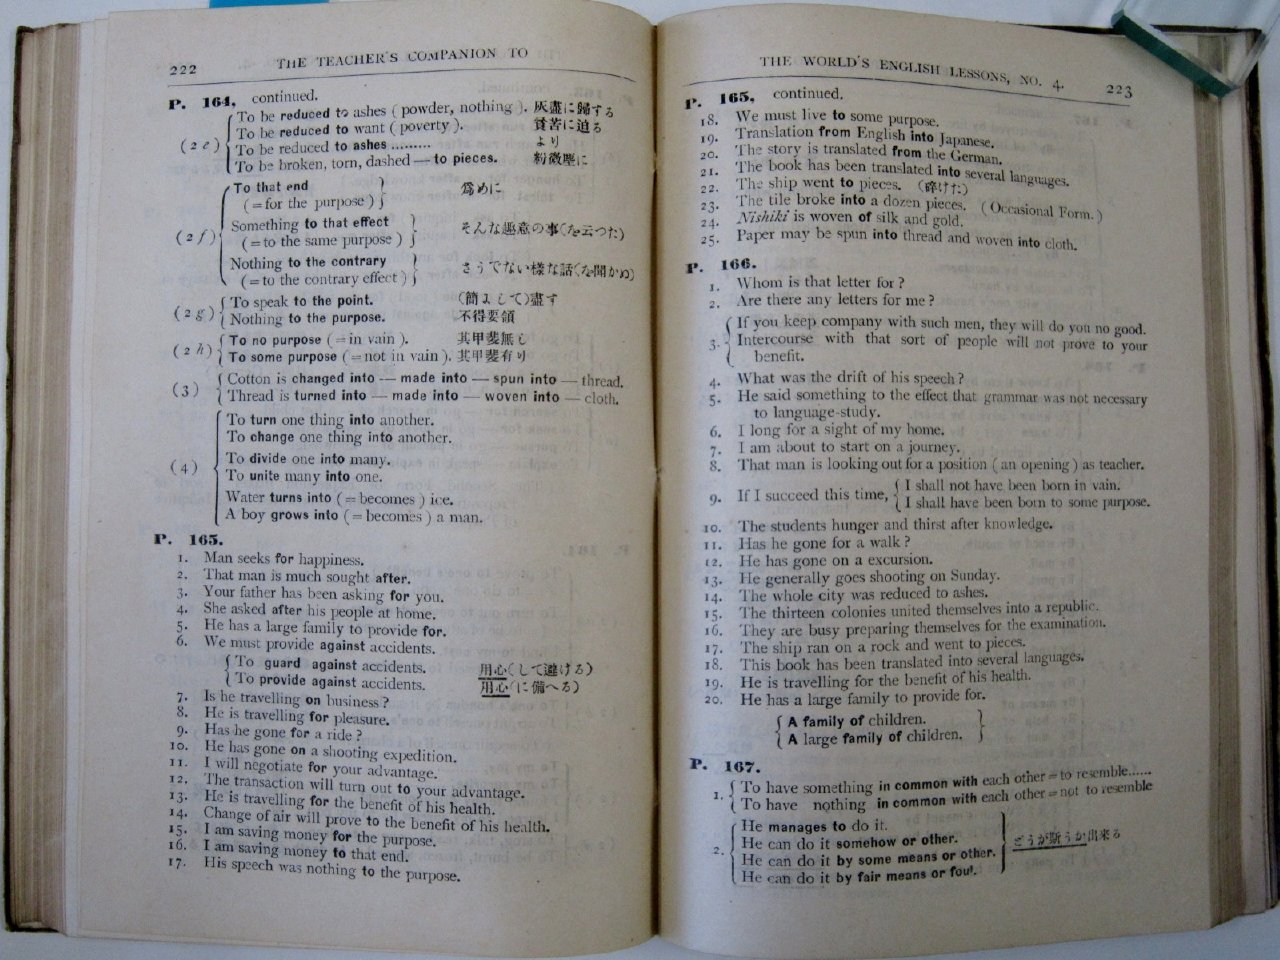 222 THE TEACHER'S COMPANION TO
P. 164, continued.
(2 e)
To be reduced to ashes (powder, nothing). 灰盡に歸する
To be reduced to want (poverty). 貧苦に迫る
To be reduced to ashes ......... より
To be broken, torn, dashed — to pieces. 粉微塵に
(2 f)
To that end 爲めに
(=for the purpose)
Something to that effect そんな趣意の事(を云つた)
(=to the same purpose)
Nothing to the contrary さうでない様な話(を聞かぬ)
(=to the contrary effect)
(2 g)
To speak to the point. (簡よして)盡す
Nothing to the purpose. 不得要領
(2 h)
To no purpose (=in vain). 其甲斐無し
To some purpose (=not in vain). 其甲斐有り
(3)
Cotton is changed into — made into — spun into — thread.
Thread is turned into — made into — woven into — cloth.
(4)
To turn one thing into another.
To change one thing into another.
To divide one into many.
To unite many into one.
Water turns into (=becomes) ice.
A boy grows into (=becomes) a man.
P. 165.
1. Man seeks for happiness.
2. That man is much sought after.
3. Your father has been asking for you.
4. She asked after his people at home.
5. He has a large family to provide for.
6. We must provide against accidents.
To guard against accidents. 用心(して避ける)
To provide against accidents. 用心(に備へる)
7. Is he travelling on business?
8. He is travelling for pleasure.
9. Has he gone for a ride?
10. He has gone on a shooting expedition.
11. I will negotiate for your advantage.
12. The transaction will turn out to your advantage.
13. He is travelling for the benefit of his health.
14. Change of air will prove to the benefit of his health.
15. I am saving money for the purpose.
16. I am saving money to that end.
17. His speech was nothing to the purpose.
THE WORLD'S ENGLISH LESSONS, NO. 4. 223
P. 165, continued.
18. We must live to some purpose.
19. Translation from English into Japanese.
20. The story is translated from the German.
21. The book has been translated into several languages.
22. The ship went to pieces. (碎けた)
23. The tile broke into a dozen pieces. (Occasional Form.)
24. Nishiki is woven of silk and gold.
25. Paper may be spun into thread and woven into cloth.
P. 166.
1. Whom is that letter for?
2. Are there any letters for me?
3.
If you keep company with such men, they will do you no good.
Intercourse with that sort of people will not prove to your
benefit.
4. What was the drift of his speech?
5. He said something to the effect that grammar was not necessary
to language-study.
6. I long for a sight of my home.
7. I am about to start on a journey.
8. That man is looking out for a position (an opening) as teacher.
9. If I succeed this time,
I shall not have been born in vain.
I shall have been born to some purpose.
10. The students hunger and thirst after knowledge.
11. Has he gone for a walk?
12. He has gone on a excursion.
13. He generally goes shooting on Sunday.
14. The whole city was reduced to ashes.
15. The thirteen colonies united themselves into a republic.
16. They are busy preparing themselves for the examination.
17. The ship ran on a rock and went to pieces.
18. This book has been translated into several languages.
19. He is travelling for the benefit of his health.
20. He has a large family to provide for.
A family of children.
A large family of children.
P. 167.
1.
To have something in common with each other=to resemble......
To have nothing in common with each other=not to resemble
2.
He manages to do it.
He can do it somehow or other. どうが斯うか出来る
He can do it by some means or other.
He can do it by fair means or foul.